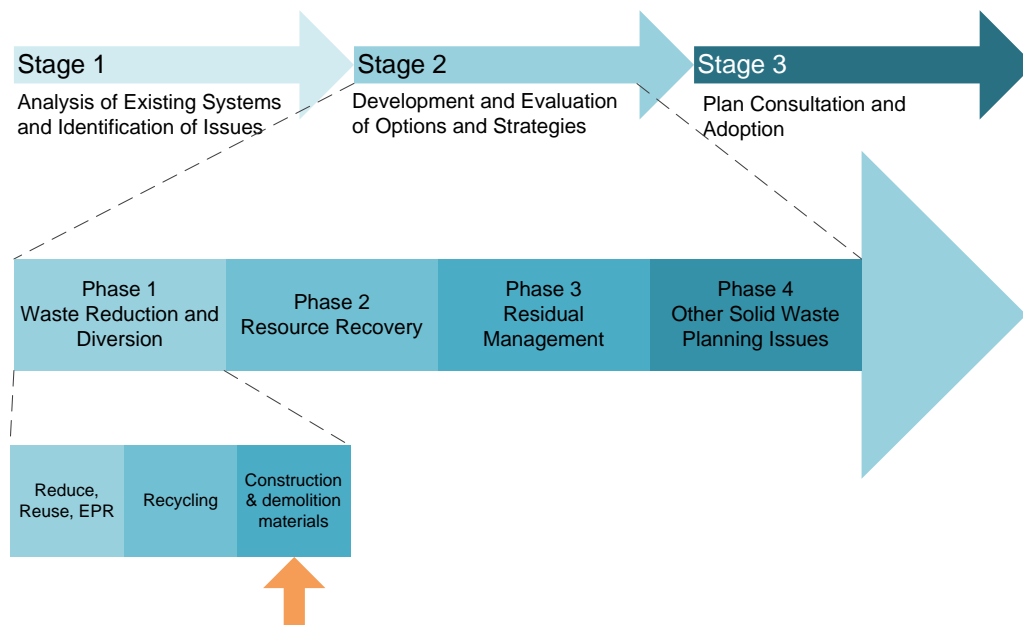 Stage 1
Analysis of Existing Systems
and Identification of Issues
Stage 2
Development and Evaluation
of Options and Strategies
Stage 3
Plan Consultation and
Adoption
Phase 1
Waste Reduction and
Diversion
Phase 2
Resource Recovery
Phase 3
Residual
Management
Phase 4
Other Solid Waste
Planning Issues
Reduce,
Reuse, EPR
Recycling
Construction
& demolition
materials